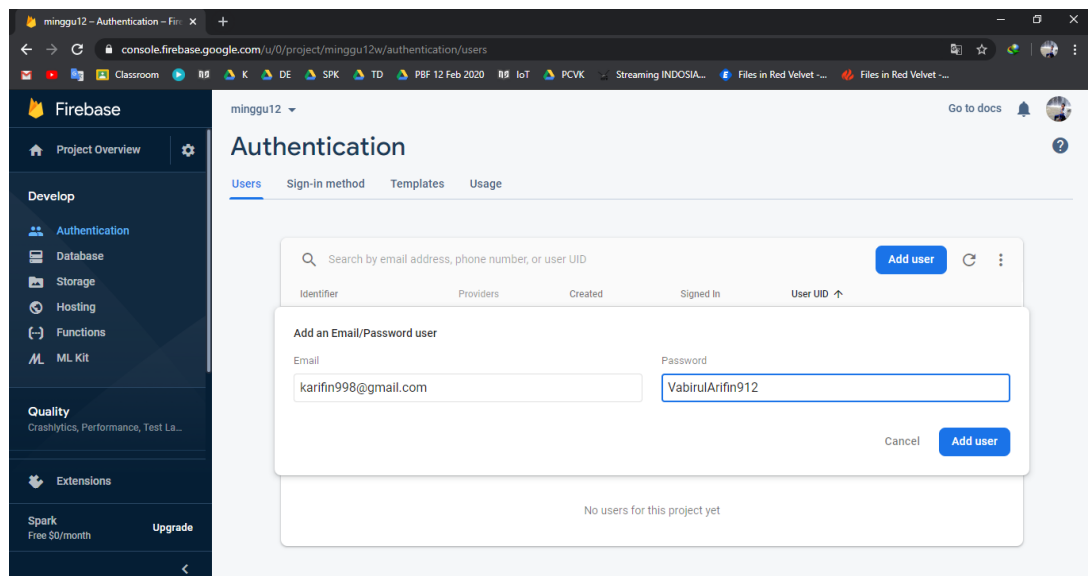 minggu12 – Authentication – Fire
console.firebase.google.com/u/0/project/minggu12w/authentication/users
Classroom K DE SPK TD PBF 12 Feb 2020 IoT PCVK Streaming INDOSIA... Files in Red Velvet -... Files in Red Velvet -...
Firebase
Project Overview
Develop
Authentication
Database
Storage
Hosting
Functions
ML Kit
Quality
Crashlytics, Performance, Test La...
Extensions
Spark
Free $0/month
Upgrade
minggu12
Go to docs
Authentication
Users Sign-in method Templates Usage
Search by email address, phone number, or user UID
Add user
Identifier Providers Created Signed In User UID
Add an Email/Password user
Email Password
karifin998@gmail.com VabirulArifin912
Cancel Add user
No users for this project yet